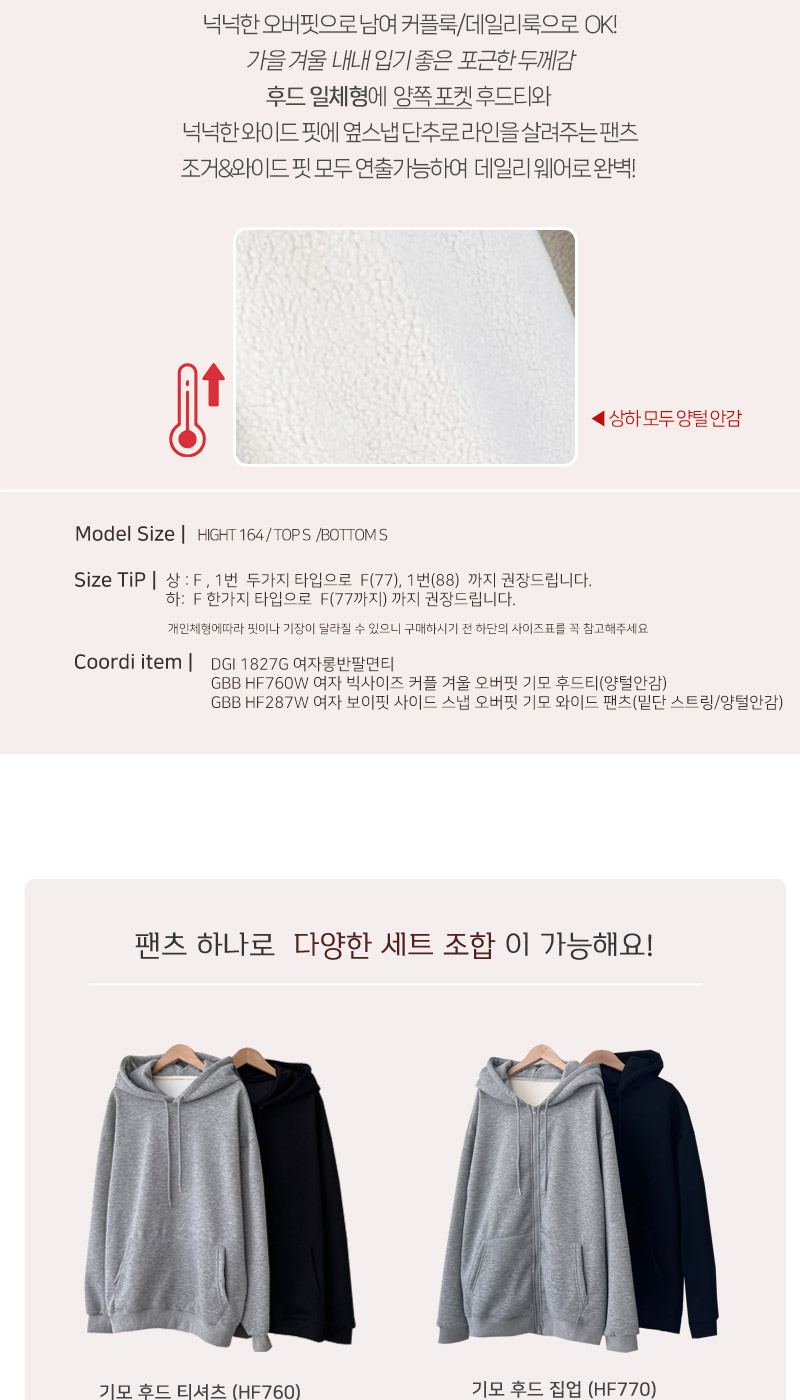 넉넉한 오버핏으로 남여 커플룩/데일리룩으로 OK!
가을 겨울 내내 입기 좋은 포근한 두께감
후드 일체형에 양쪽 포켓 후드티와
넉넉한 와이드 핏에 옆스냅 단추로 라인을 살려주는 팬츠
조거&와이드 핏 모두 연출가능하여 데일리 웨어로 완벽!
◀ 상하 모두 양털 안감
Model Size | HIGHT 164 / TOP S /BOTTOM S
Size TiP | 상 : F , 1번 두가지 타입으로 F(77), 1번(88) 까지 권장드립니다.
하: F 한가지 타입으로 F(77까지) 까지 권장드립니다.
개인체형에따라 핏이나 기장이 달라질 수 있으니 구매하시기 전 하단의 사이즈표를 꼭 참고해주세요
Coordi item | DGI 1827G 여자롱반팔면티
GBB HF760W 여자 빅사이즈 커플 겨울 오버핏 기모 후드티(양털안감)
GBB HF287W 여자 보이핏 사이드 스냅 오버핏 기모 와이드 팬츠(밑단 스트링/양털안감)
팬츠 하나로 다양한 세트 조합 이 가능해요!
기모 후드 티셔츠 (HF760)
기모 후드 집업 (HF770)